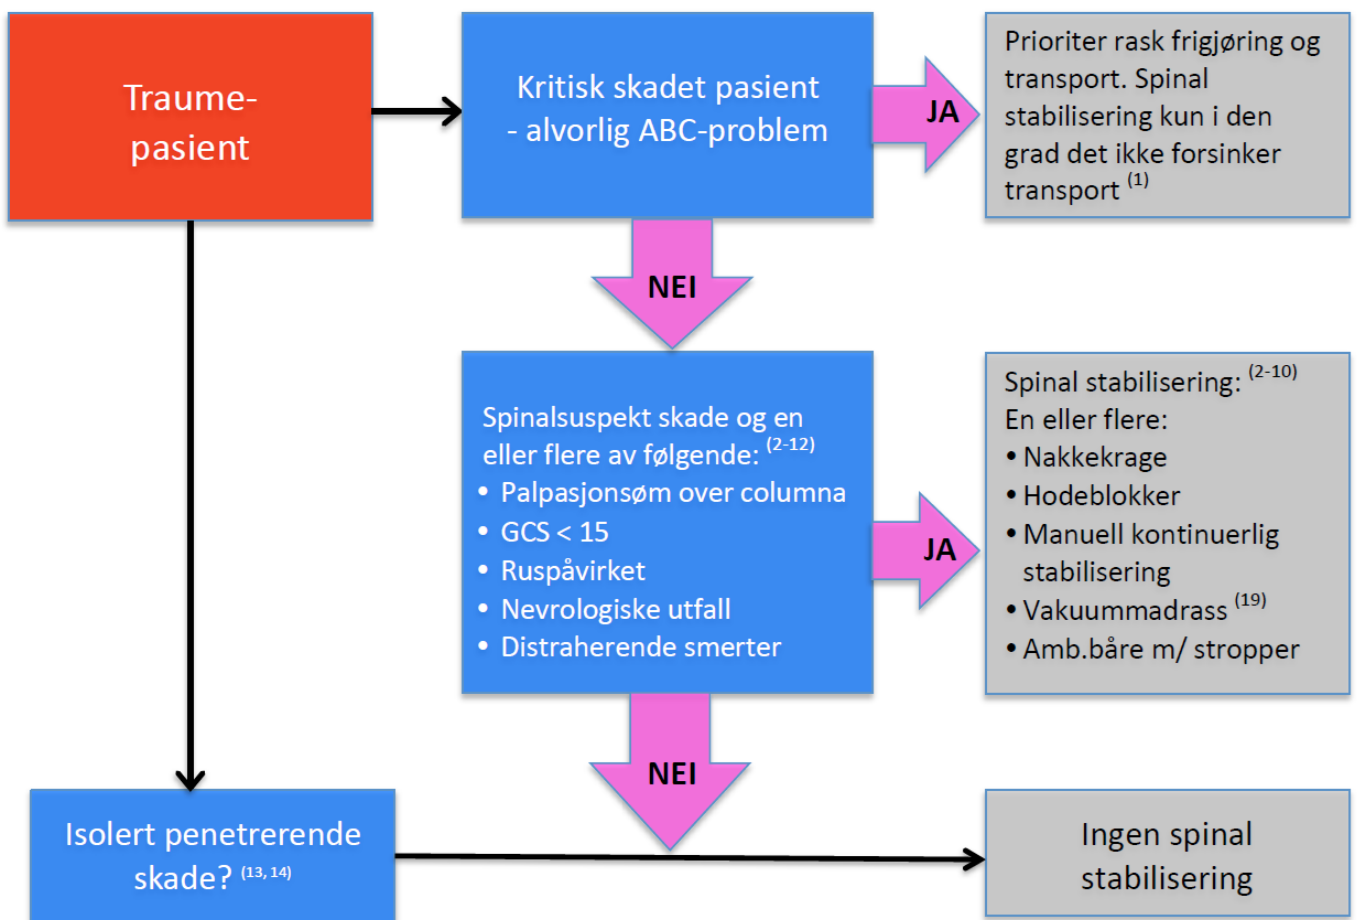 Traume-
pasient
Kritisk skadet pasient
- alvorlig ABC-problem
JA
Prioriter rask frigjøring og
transport. Spinal
stabilisering kun i den
grad det ikke forsinker
transport (1)
NEI
Spinalsuspekt skade og en
eller flere av følgende: (2-12)
• Palpasjonsøm over columna
• GCS < 15
• Ruspåvirket
• Nevrologiske utfall
• Distraherende smerter
JA
Spinal stabilisering: (2-10)
En eller flere:
• Nakkekrage
• Hodeblokker
• Manuell kontinuerlig
stabilisering
• Vakuummadrass (19)
• Amb.båre m/ stropper
NEI
Isolert penetrerende
skade? (13, 14)
Ingen spinal
stabilisering